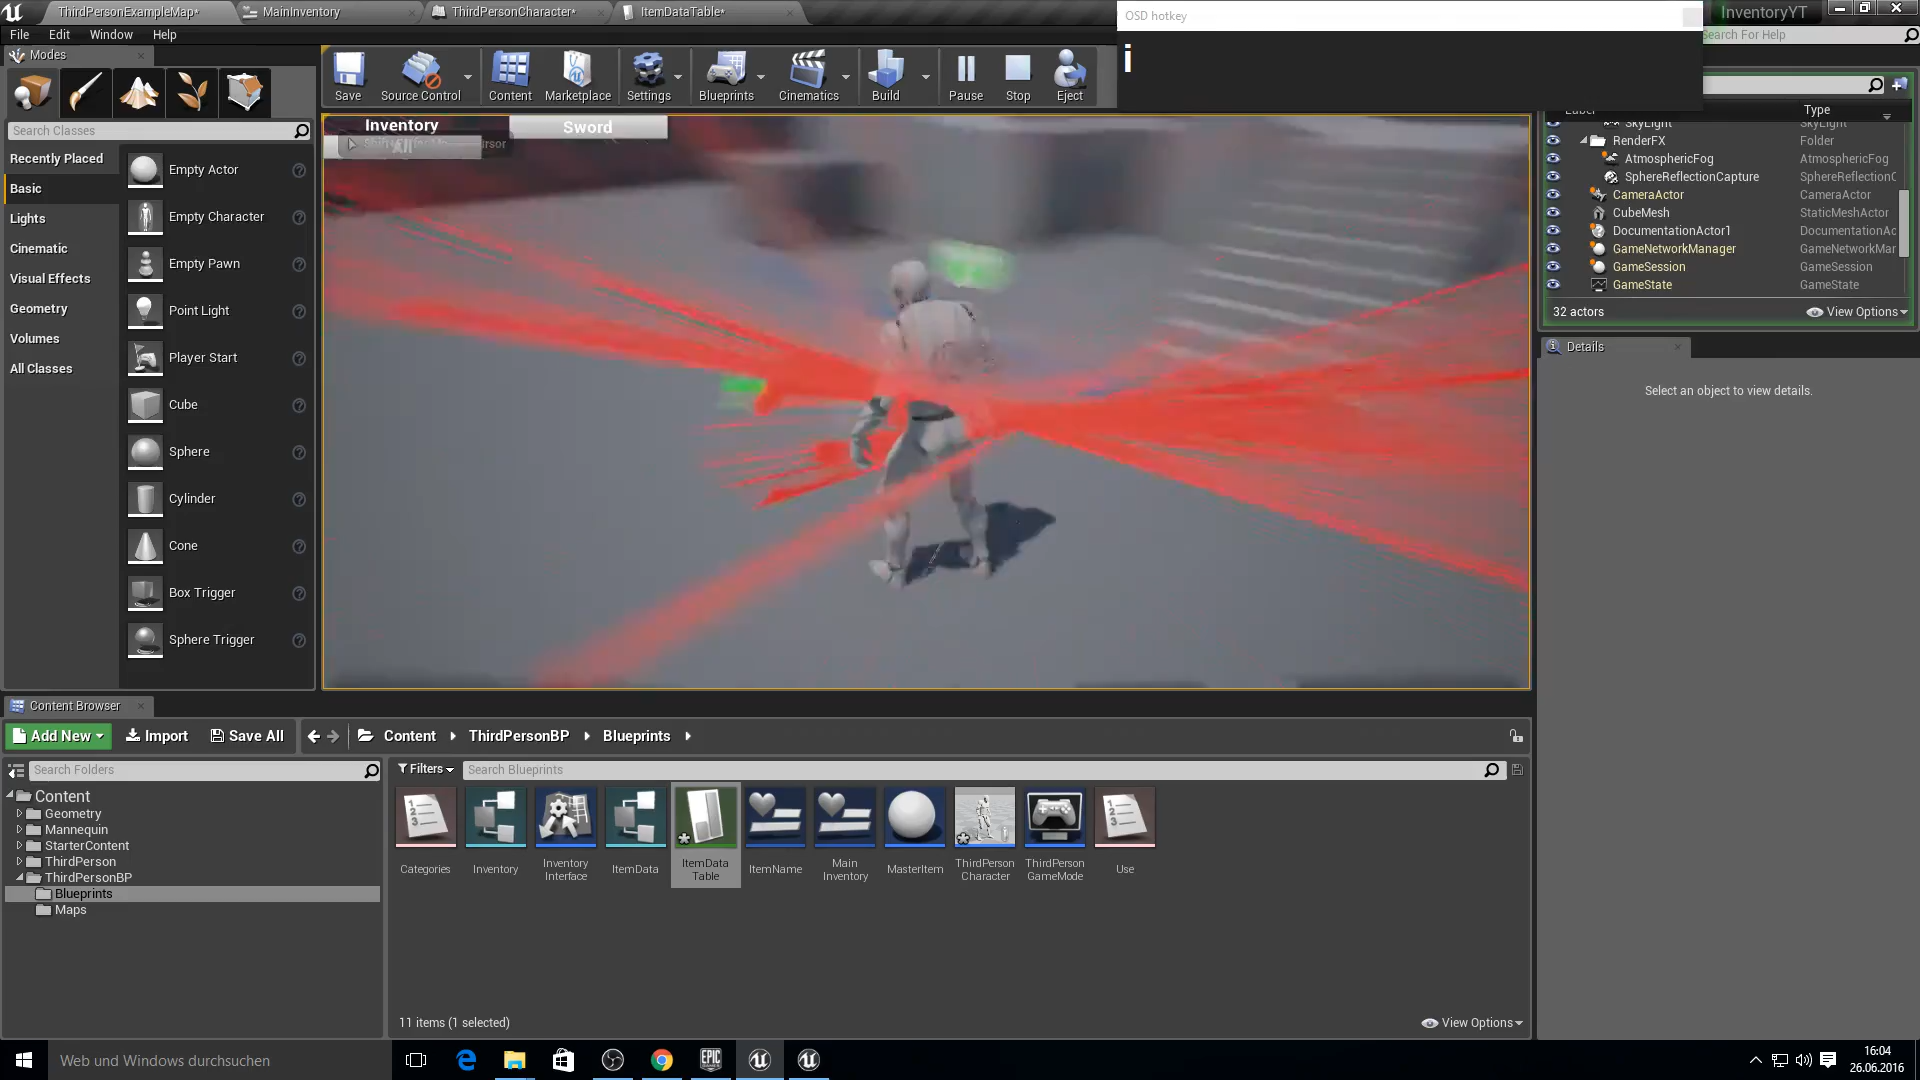 ThirdPersonExampleMap*
MainInventory
ThirdPersonCharacter*
ItemDataTable*
OSD hotkey
InventoryYT
File
Edit
Window
Help
i
Search For Help
Modes
Save
Source Control
Content
Marketplace
Settings
Blueprints
Cinematics
Build
Pause
Stop
Eject
Search Classes
Recently Placed
Basic
Lights
Cinematic
Visual Effects
Geometry
Volumes
All Classes
Empty Actor
Empty Character
Empty Pawn
Point Light
Player Start
Cube
Sphere
Cylinder
Cone
Box Trigger
Sphere Trigger
Inventory
Sword
All
Label
Type
SkyLight
SkyLight
RenderFX
Folder
AtmosphericFog
AtmosphericFog
SphereReflectionCapture
SphereReflectionC
CameraActor
CameraActor
CubeMesh
StaticMeshActor
DocumentationActor1
DocumentationAc
GameNetworkManager
GameNetworkMar
GameSession
GameSession
GameState
GameState
32 actors
View Options
Details
Select an object to view details.
Content Browser
Add New
Import
Save All
Content
ThirdPersonBP
Blueprints
Search Folders
Filters
Search Blueprints
Content
Geometry
Mannequin
StarterContent
ThirdPerson
ThirdPersonBP
Blueprints
Maps
Categories
Inventory
Inventory
Interface
ItemData
ItemData
Table
ItemName
Main
Inventory
MasterItem
ThirdPerson
Character
ThirdPerson
GameMode
Use
11 items (1 selected)
View Options
Web und Windows durchsuchen
EPIC
16:04
26.06.2016